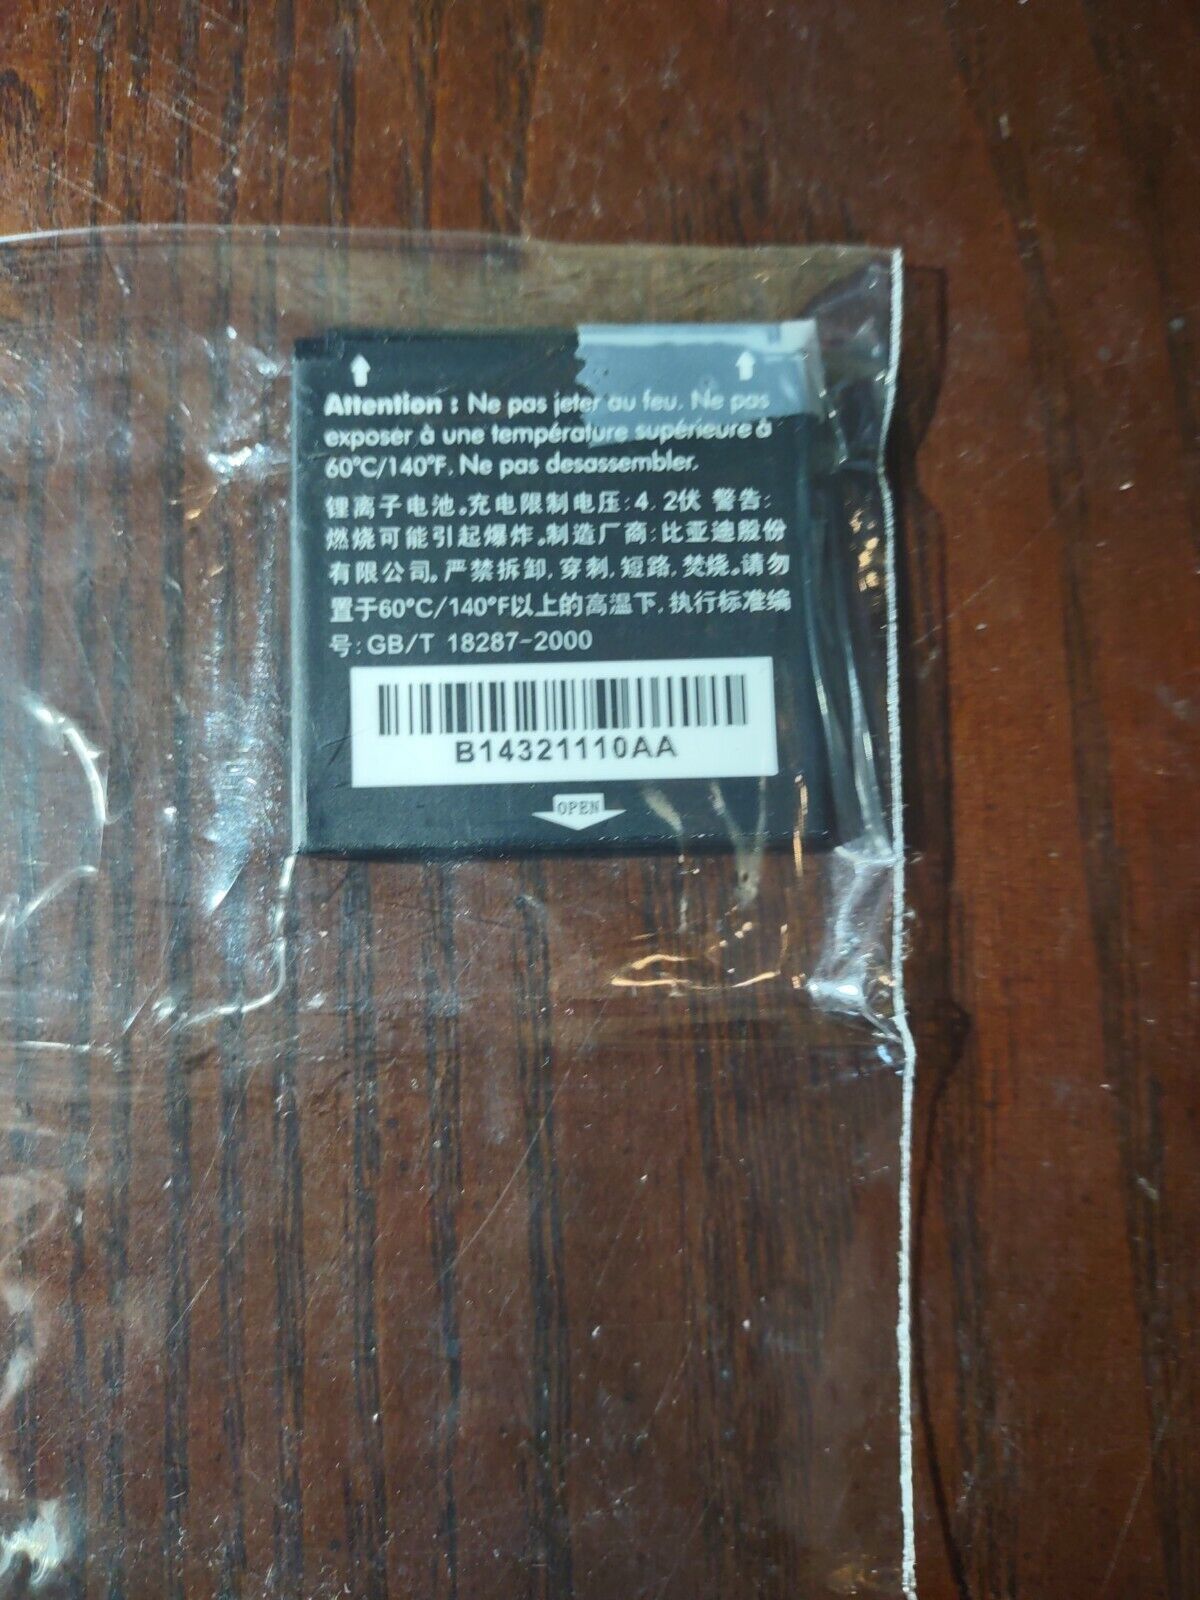 Attention : Ne pas jeter au feu. Ne pas
exposer à une température supérieure à
60°C/140°F. Ne pas desassembler.
锂离子电池。充电限制电压:4.2伏 警告:
燃烧可能引起爆炸。制造厂商:比亚迪股份
有限公司。严禁拆卸,穿刺,短路,焚烧。请勿
置于60°C/140°F以上的高温下,执行标准编
号:GB/T 18287-2000
B14321110AA
OPEN